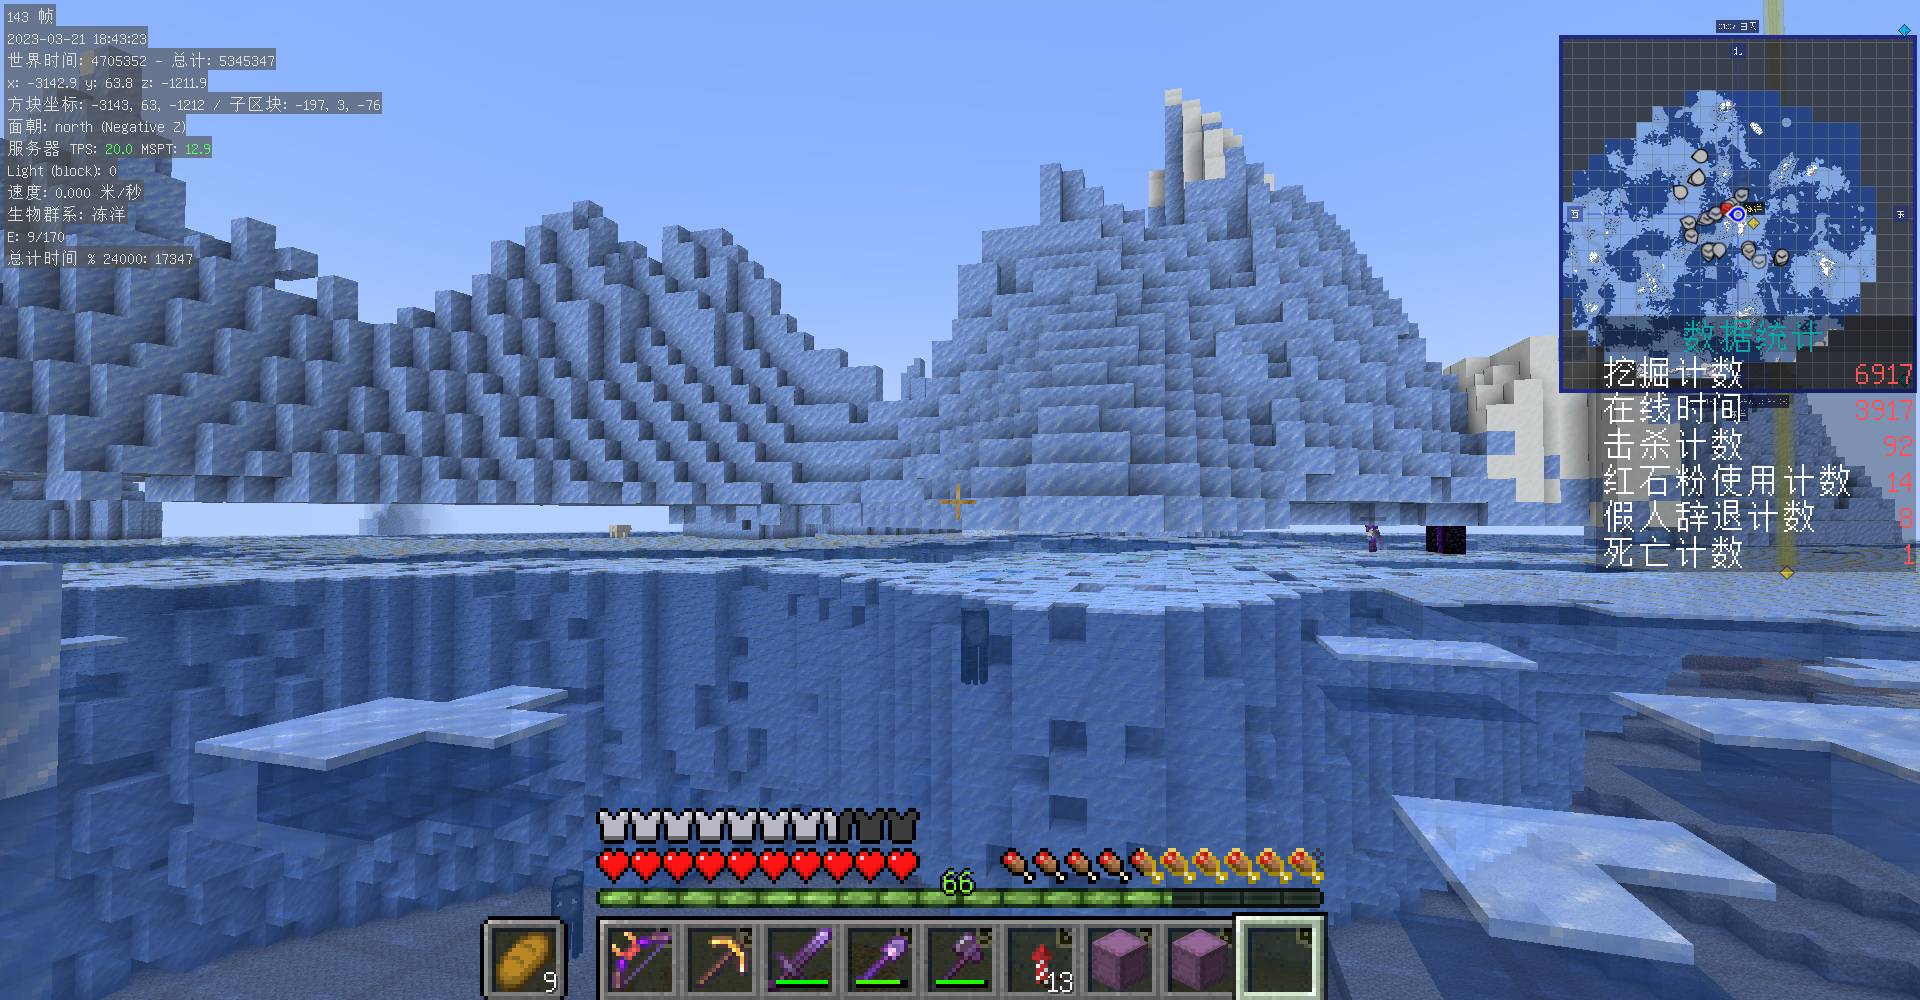 143 帧
2023-03-21 18:43:23
世界时间: 4705352 - 总计: 5345347
x: -3142.9 y: 63.8 z: -1211.9
方块坐标: -3143, 63, -1212 / 子区块: -197, 3, -76
面朝: north (Negative Z)
服务器 TPS: 20.0 MSPT: 12.9
Light (block): 0
速度: 0.000 米/秒
生物群系: 冻洋
E: 9/170
总计时间 % 24000: 17347
北
西
东
数据统计
挖掘计数 6917
在线时间 3917
击杀计数 92
红石粉使用计数 14
假人辞退计数 8
死亡计数 1
66
9
13